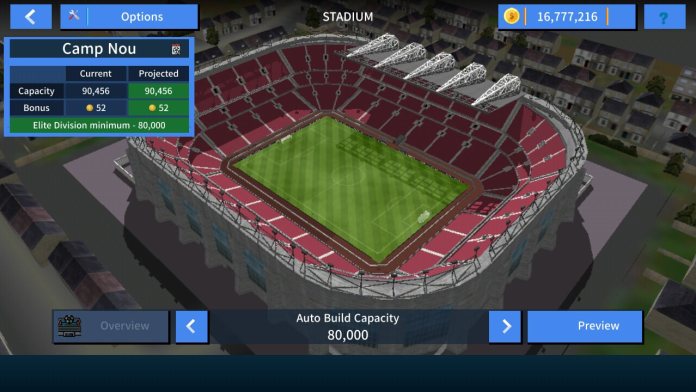 Options
STADIUM
16,777,216
?
Camp Nou
Current Projected
Capacity 90,456 90,456
Bonus 52 52
Elite Division minimum - 80,000
Overview
Auto Build Capacity
80,000
Preview